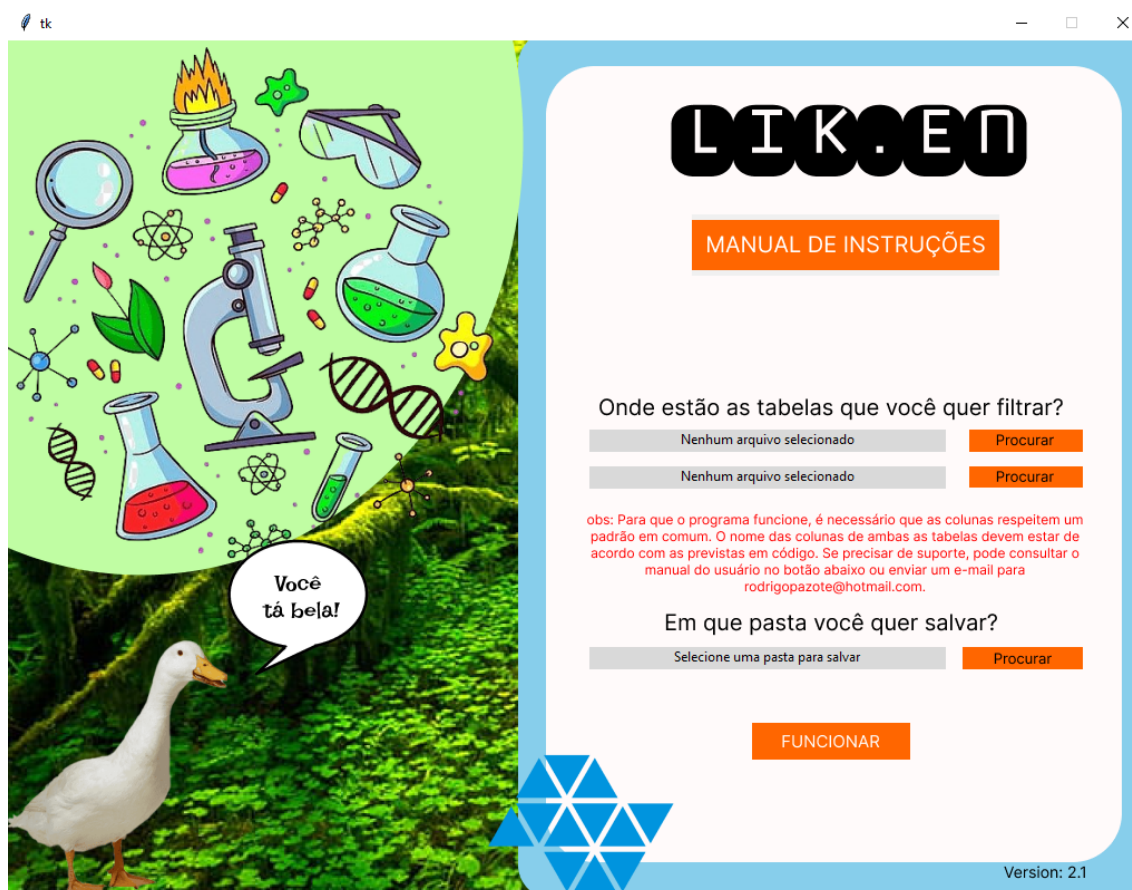 tk
LIK.EN
MANUAL DE INSTRUÇÕES
Onde estão as tabelas que você quer filtrar?
Nenhum arquivo selecionado
Procurar
Nenhum arquivo selecionado
Procurar
obs: Para que o programa funcione, é necessário que as colunas respeitem um
padrão em comum. O nome das colunas de ambas as tabelas devem estar de
acordo com as previstas em código. Se precisar de suporte, pode consultar o
manual do usuário no botão abaixo ou enviar um e-mail para
rodrigopazote@hotmail.com.
Você
tá bela!
Em que pasta você quer salvar?
Selecione uma pasta para salvar
Procurar
FUNCIONAR
Version: 2.1